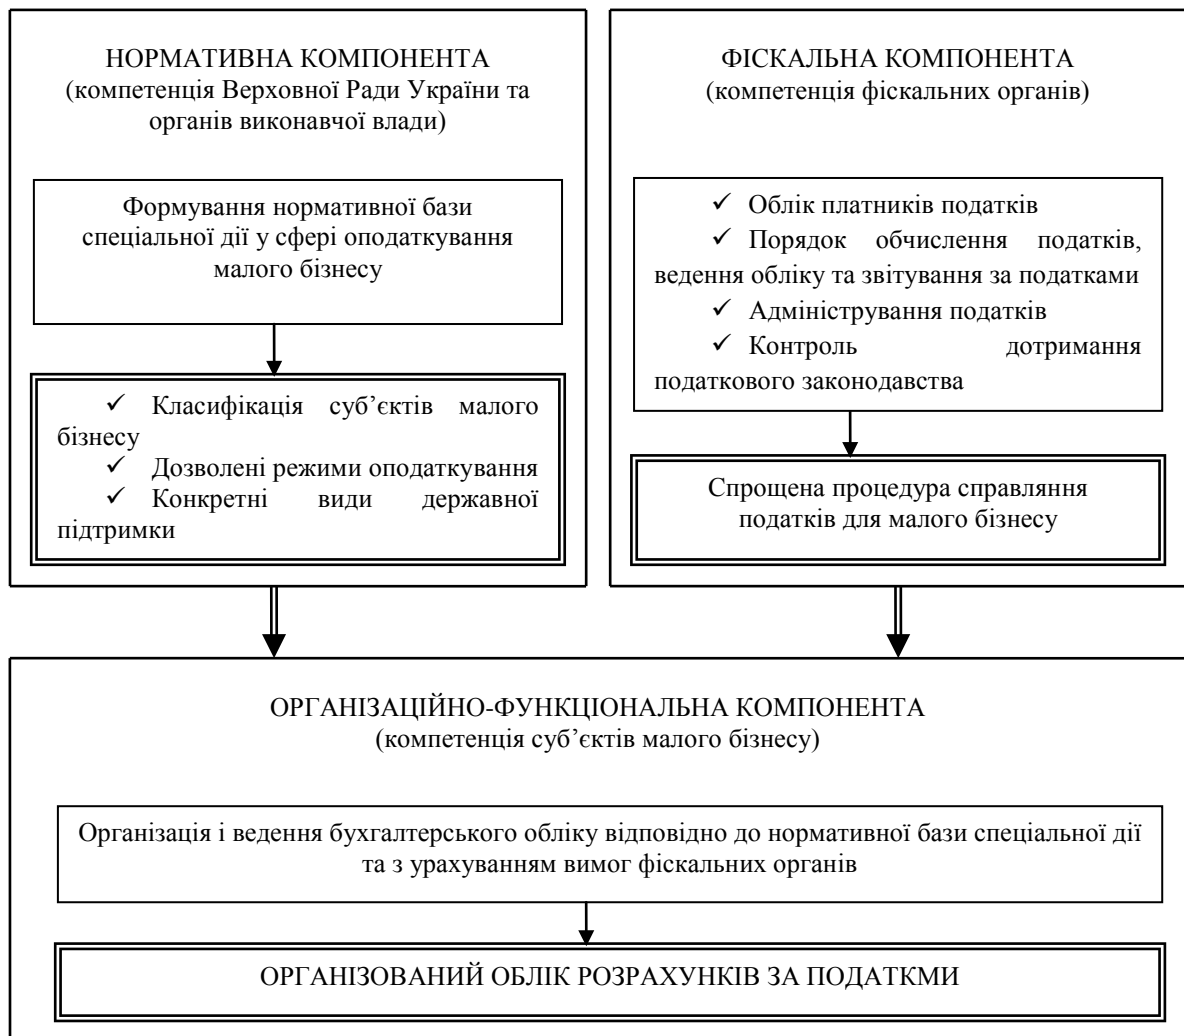 НОРМАТИВНА КОМПОНЕНТА
(компетенція Верховної Ради України та
органів виконавчої влади)
Формування нормативної бази
спеціальної дії у сфері оподаткування
малого бізнесу
✓ Класифікація суб’єктів малого
бізнесу
✓ Дозволені режими оподаткування
✓ Конкретні види державної
підтримки
ФІСКАЛЬНА КОМПОНЕНТА
(компетенція фіскальних органів)
✓ Облік платників податків
✓ Порядок обчислення податків,
ведення обліку та звітування за податками
✓ Адміністрування податків
✓ Контроль дотримання
податкового законодавства
Спрощена процедура справляння
податків для малого бізнесу
ОРГАНІЗАЦІЙНО-ФУНКЦІОНАЛЬНА КОМПОНЕНТА
(компетенція суб’єктів малого бізнесу)
Організація і ведення бухгалтерського обліку відповідно до нормативної бази спеціальної дії
та з урахуванням вимог фіскальних органів
ОРГАНІЗОВАНИЙ ОБЛІК РОЗРАХУНКІВ ЗА ПОДАТКМИ